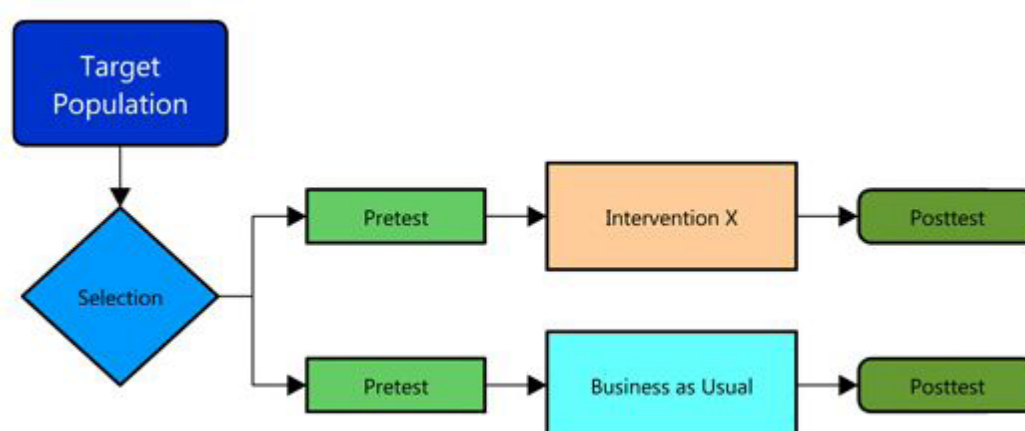 Target
Population
Selection
Pretest
Intervention X
Posttest
Pretest
Business as Usual
Posttest